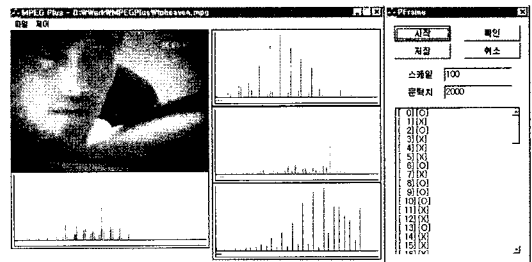 MPEG Plus - D:\Work\MPEGPlus\tpheaven.mpg
파일 제어
PFrame
시작 확인
저장 취소
스케일 100
문턱치 2000
[ 0] [O]
[ 1] [X]
[ 2] [O]
[ 3] [X]
[ 4] [X]
[ 5] [X]
[ 6] [O]
[ 7] [X]
[ 8] [O]
[ 9] [O]
[ 10] [O]
[ 11] [X]
[ 12] [X]
[ 13] [O]
[ 14] [X]
[ 15] [X]